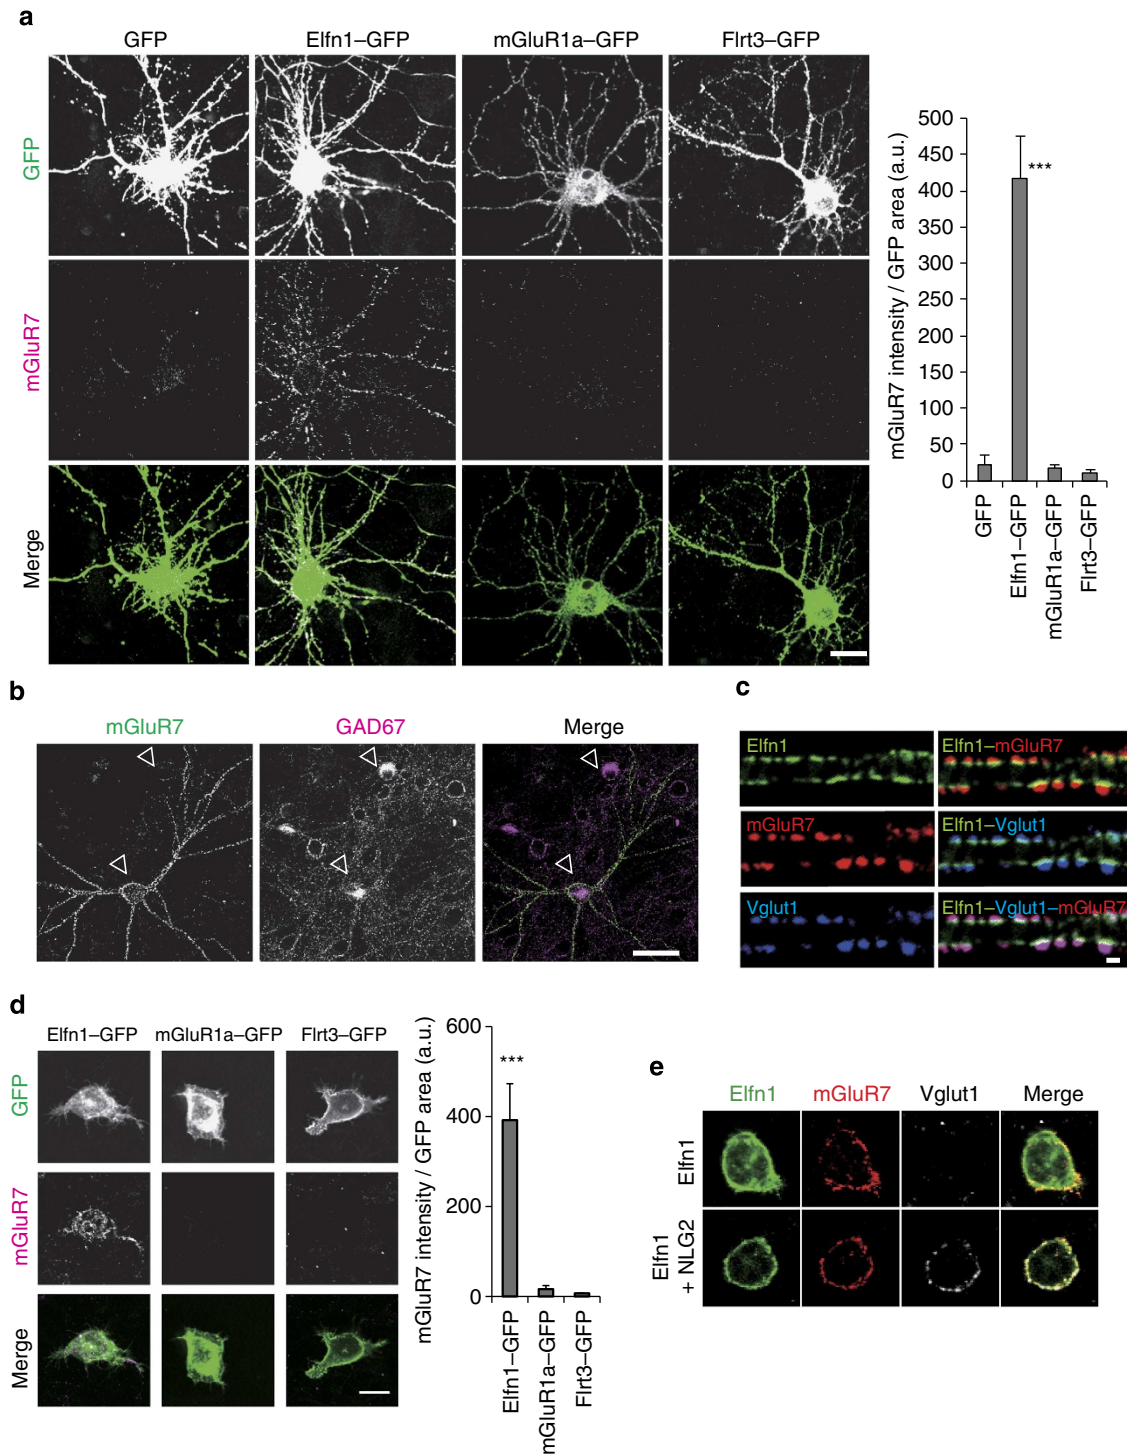 a
GFP
Elfn1–GFP
mGluR1a–GFP
Flrt3–GFP
GFP
mGluR7
Merge
mGluR7 intensity / GFP area (a.u.)
500
450
400
350
300
250
200
150
100
50
0
***
GFP
Elfn1–GFP
mGluR1a–GFP
Flrt3–GFP
b
mGluR7
GAD67
Merge
c
Elfn1
Elfn1–mGluR7
mGluR7
Elfn1–Vglut1
Vglut1
Elfn1–Vglut1–mGluR7
d
Elfn1–GFP
mGluR1a–GFP
Flrt3–GFP
GFP
mGluR7
Merge
mGluR7 intensity / GFP area (a.u.)
600
400
200
0
***
Elfn1–GFP
mGluR1a–GFP
Flrt3–GFP
e
Elfn1
mGluR7
Vglut1
Merge
Elfn1
Elfn1
+ NLG2